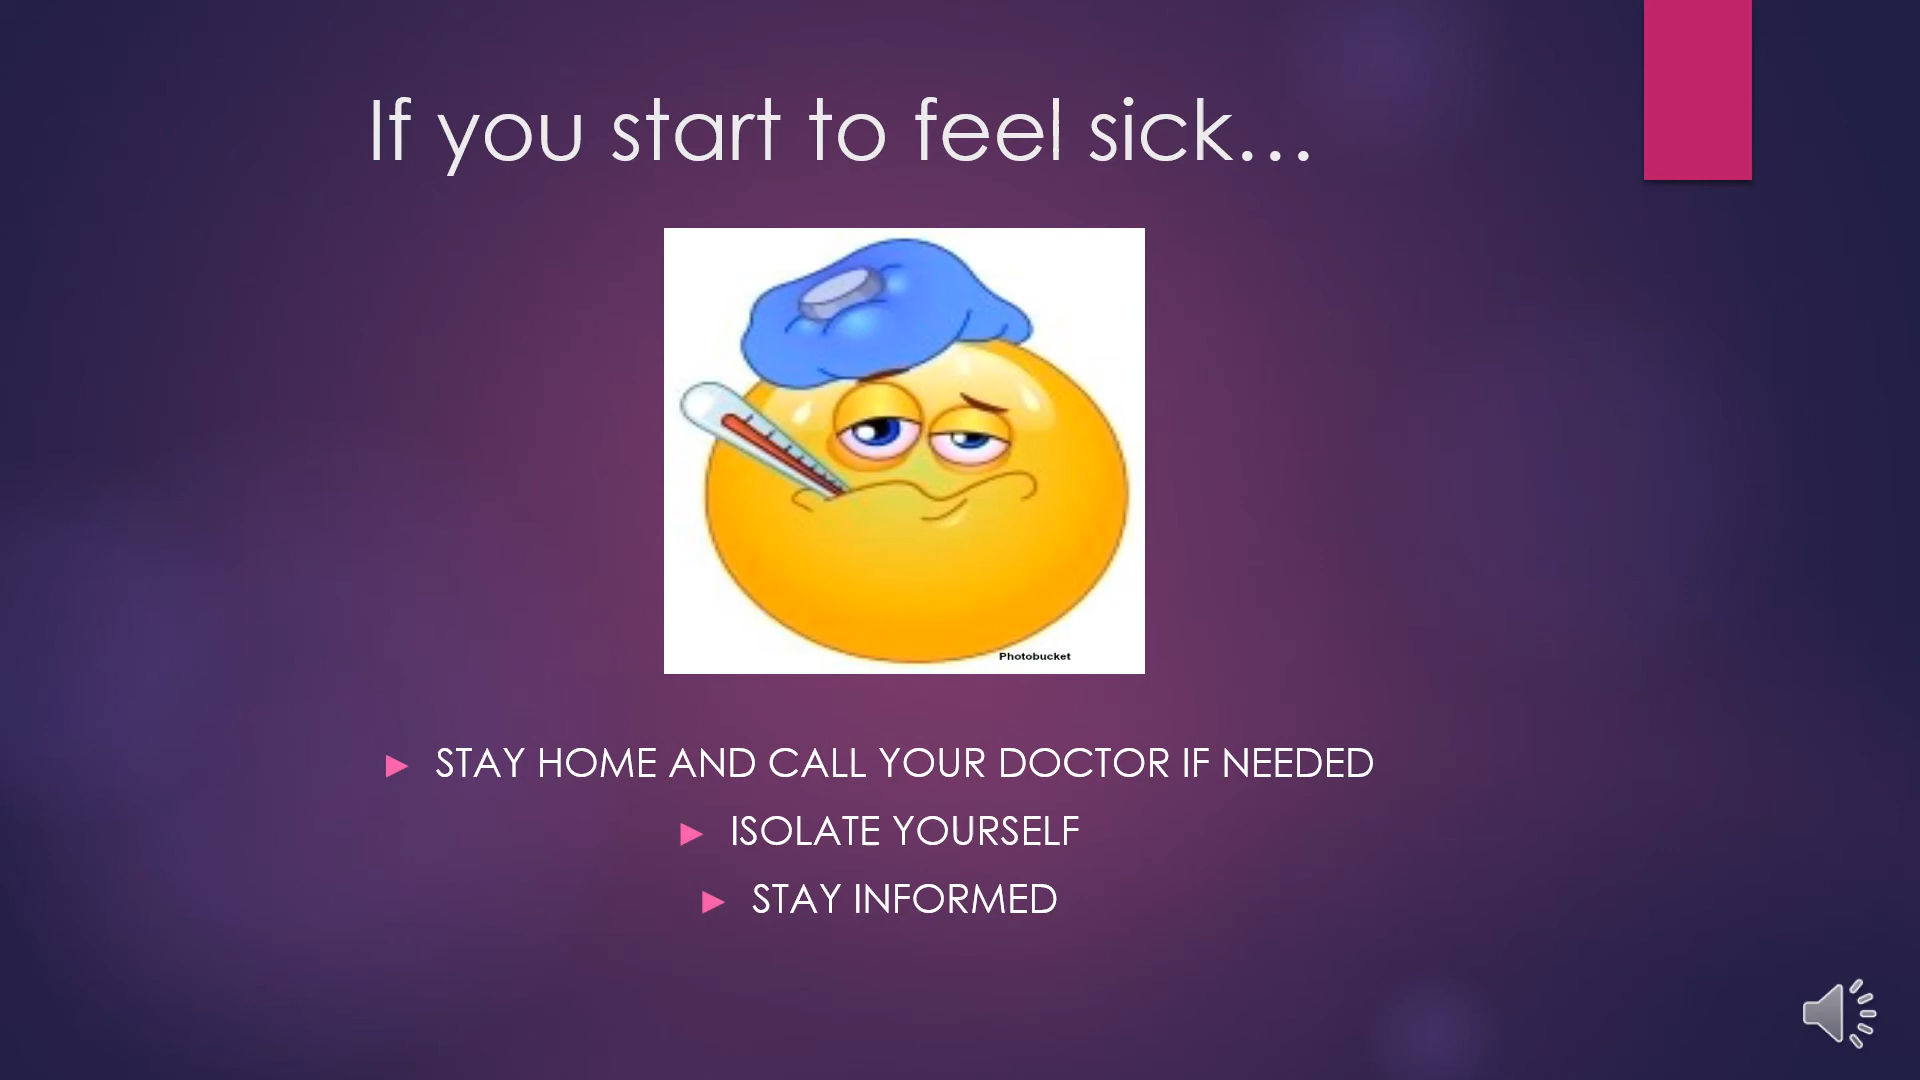 If you start to feel sick…
Photobucket
STAY HOME AND CALL YOUR DOCTOR IF NEEDED
ISOLATE YOURSELF
STAY INFORMED